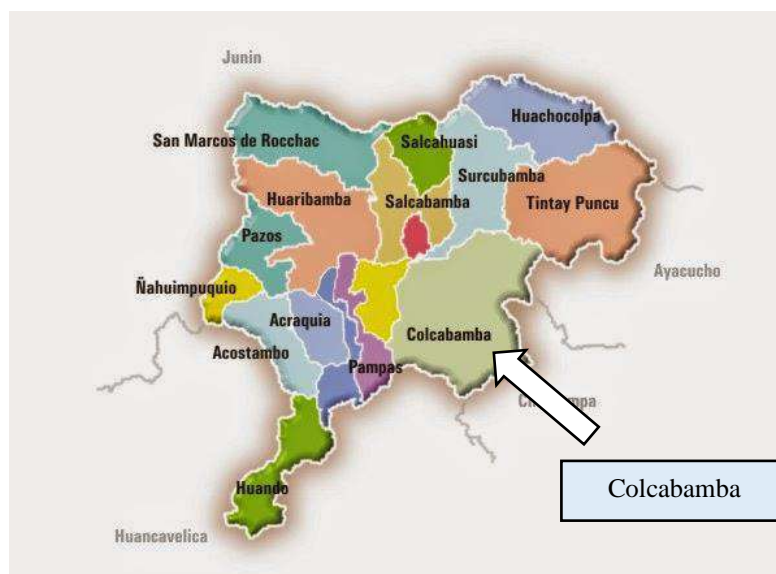 Junin
Huachocolpa
San Marcos de Rocchac
Salcahuasi
Surcubamba
Huaribamba
Salcabamba
Tintay Puncu
Pazos
Ayacucho
Ñahuimpuquio
Acraquia
Colcabamba
Acostambo
Pampas
Huando
Colcabamba
Huancavelica